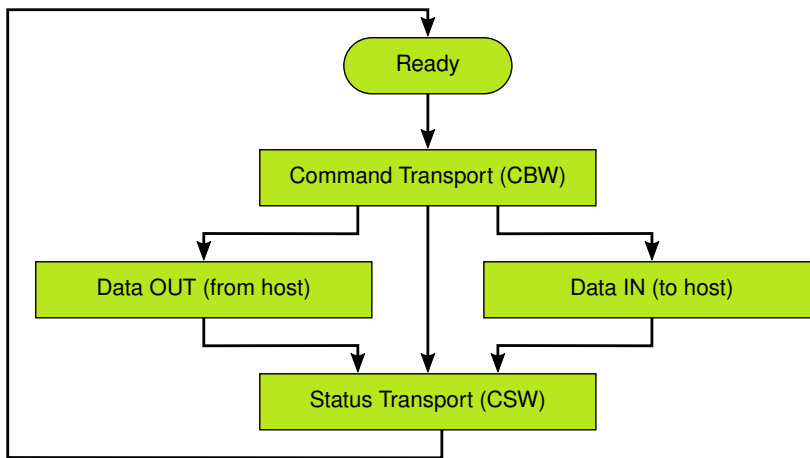 Ready
Command Transport (CBW)
Data OUT (from host)
Data IN (to host)
Status Transport (CSW)